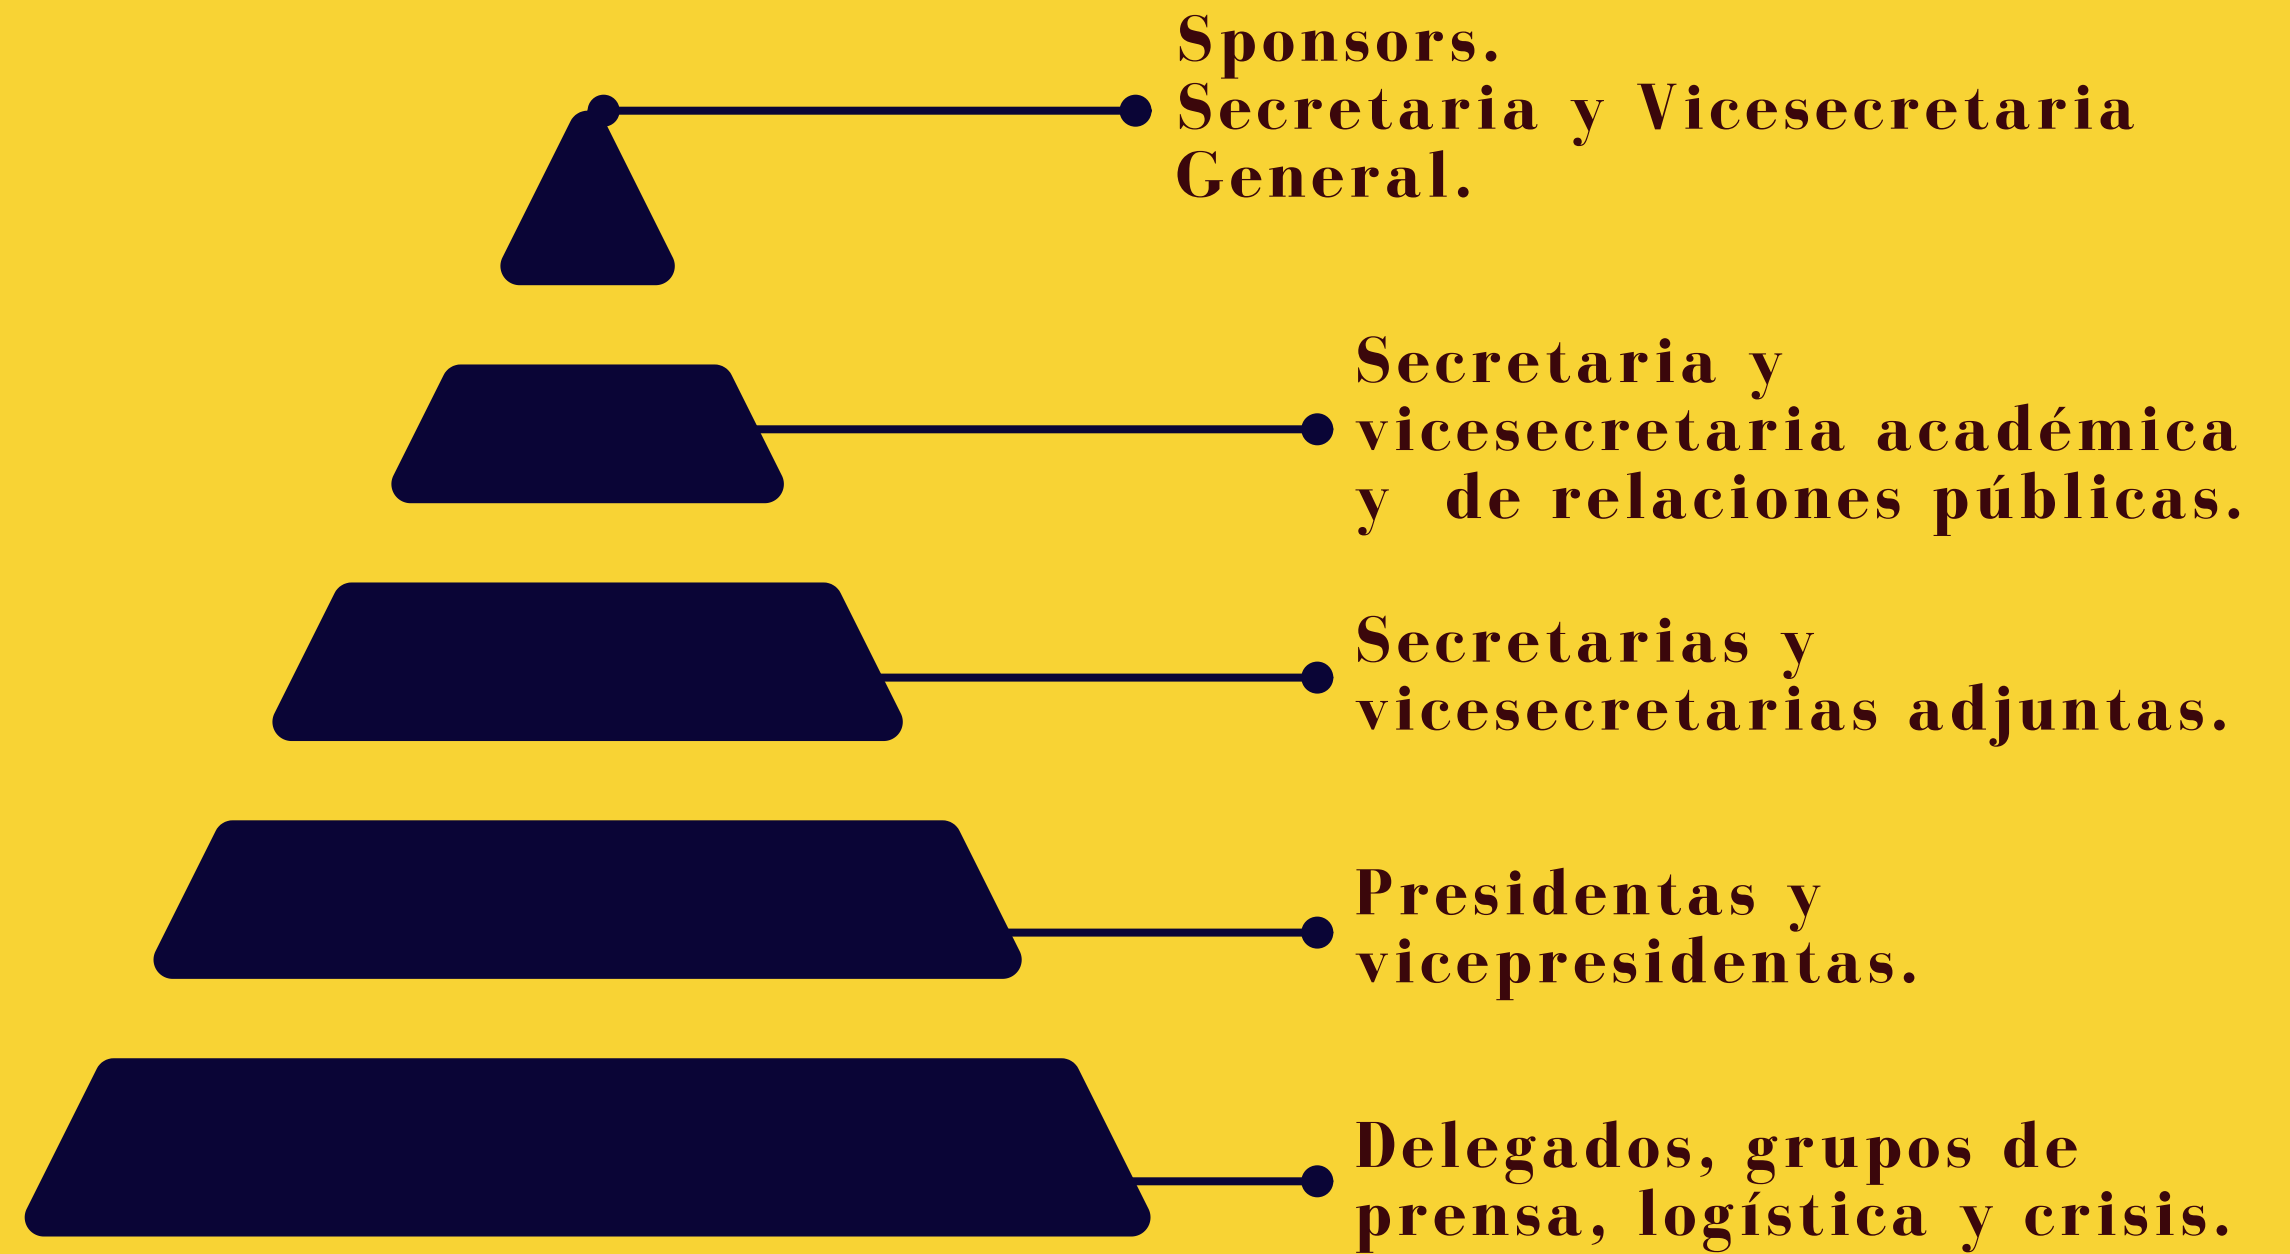 Sponsors.
Secretaria y Vicesecretaria
General.
Secretaria y
vicesecretaria académica
y  de relaciones públicas.
Secretarias y
vicesecretarias adjuntas.
Presidentas y
vicepresidentas.
Delegados, grupos de
prensa, logística y crisis.